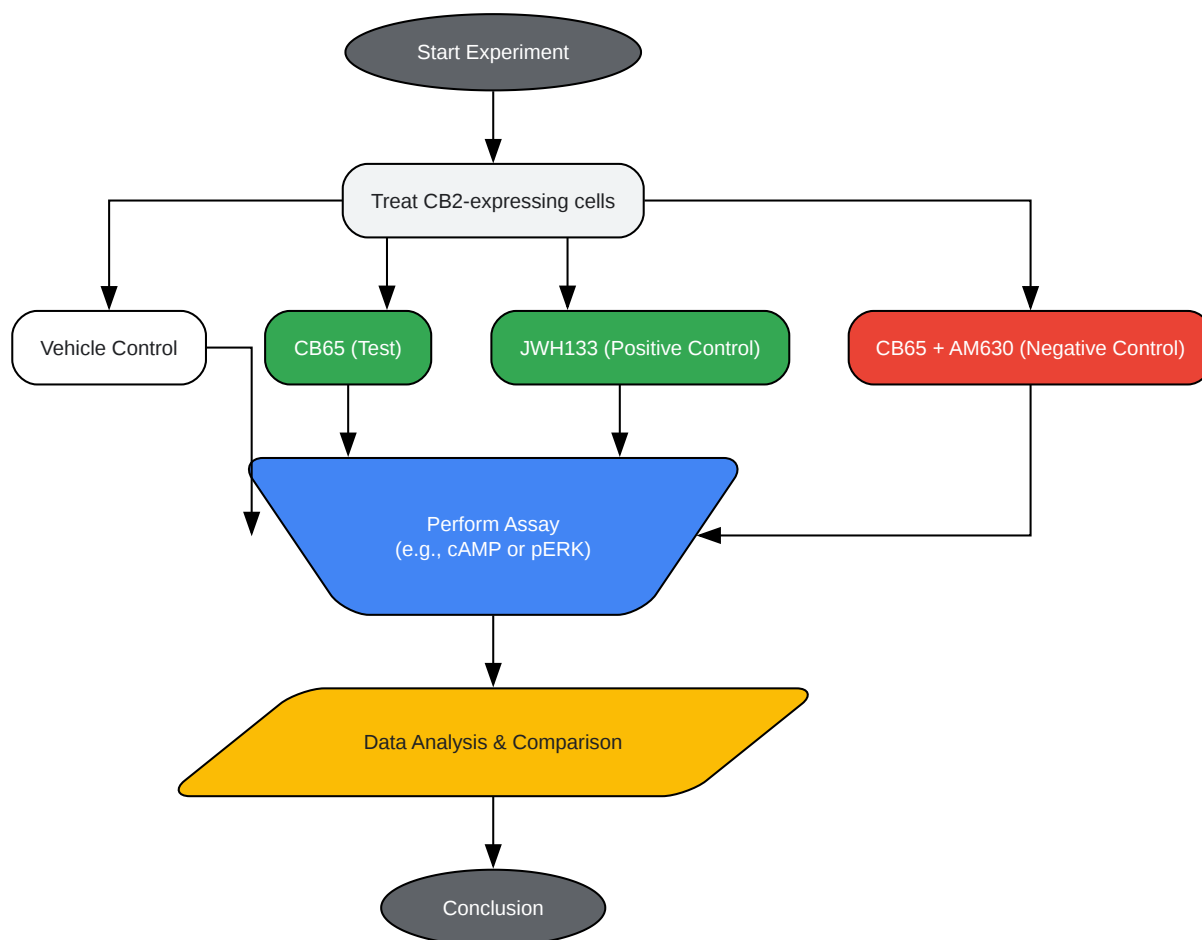 Start Experiment
Treat CB2-expressing cells
Vehicle Control
CB65 (Test)
JWH133 (Positive Control)
CB65 + AM630 (Negative Control)
Perform Assay
(e.g., cAMP or pERK)
Data Analysis & Comparison
Conclusion